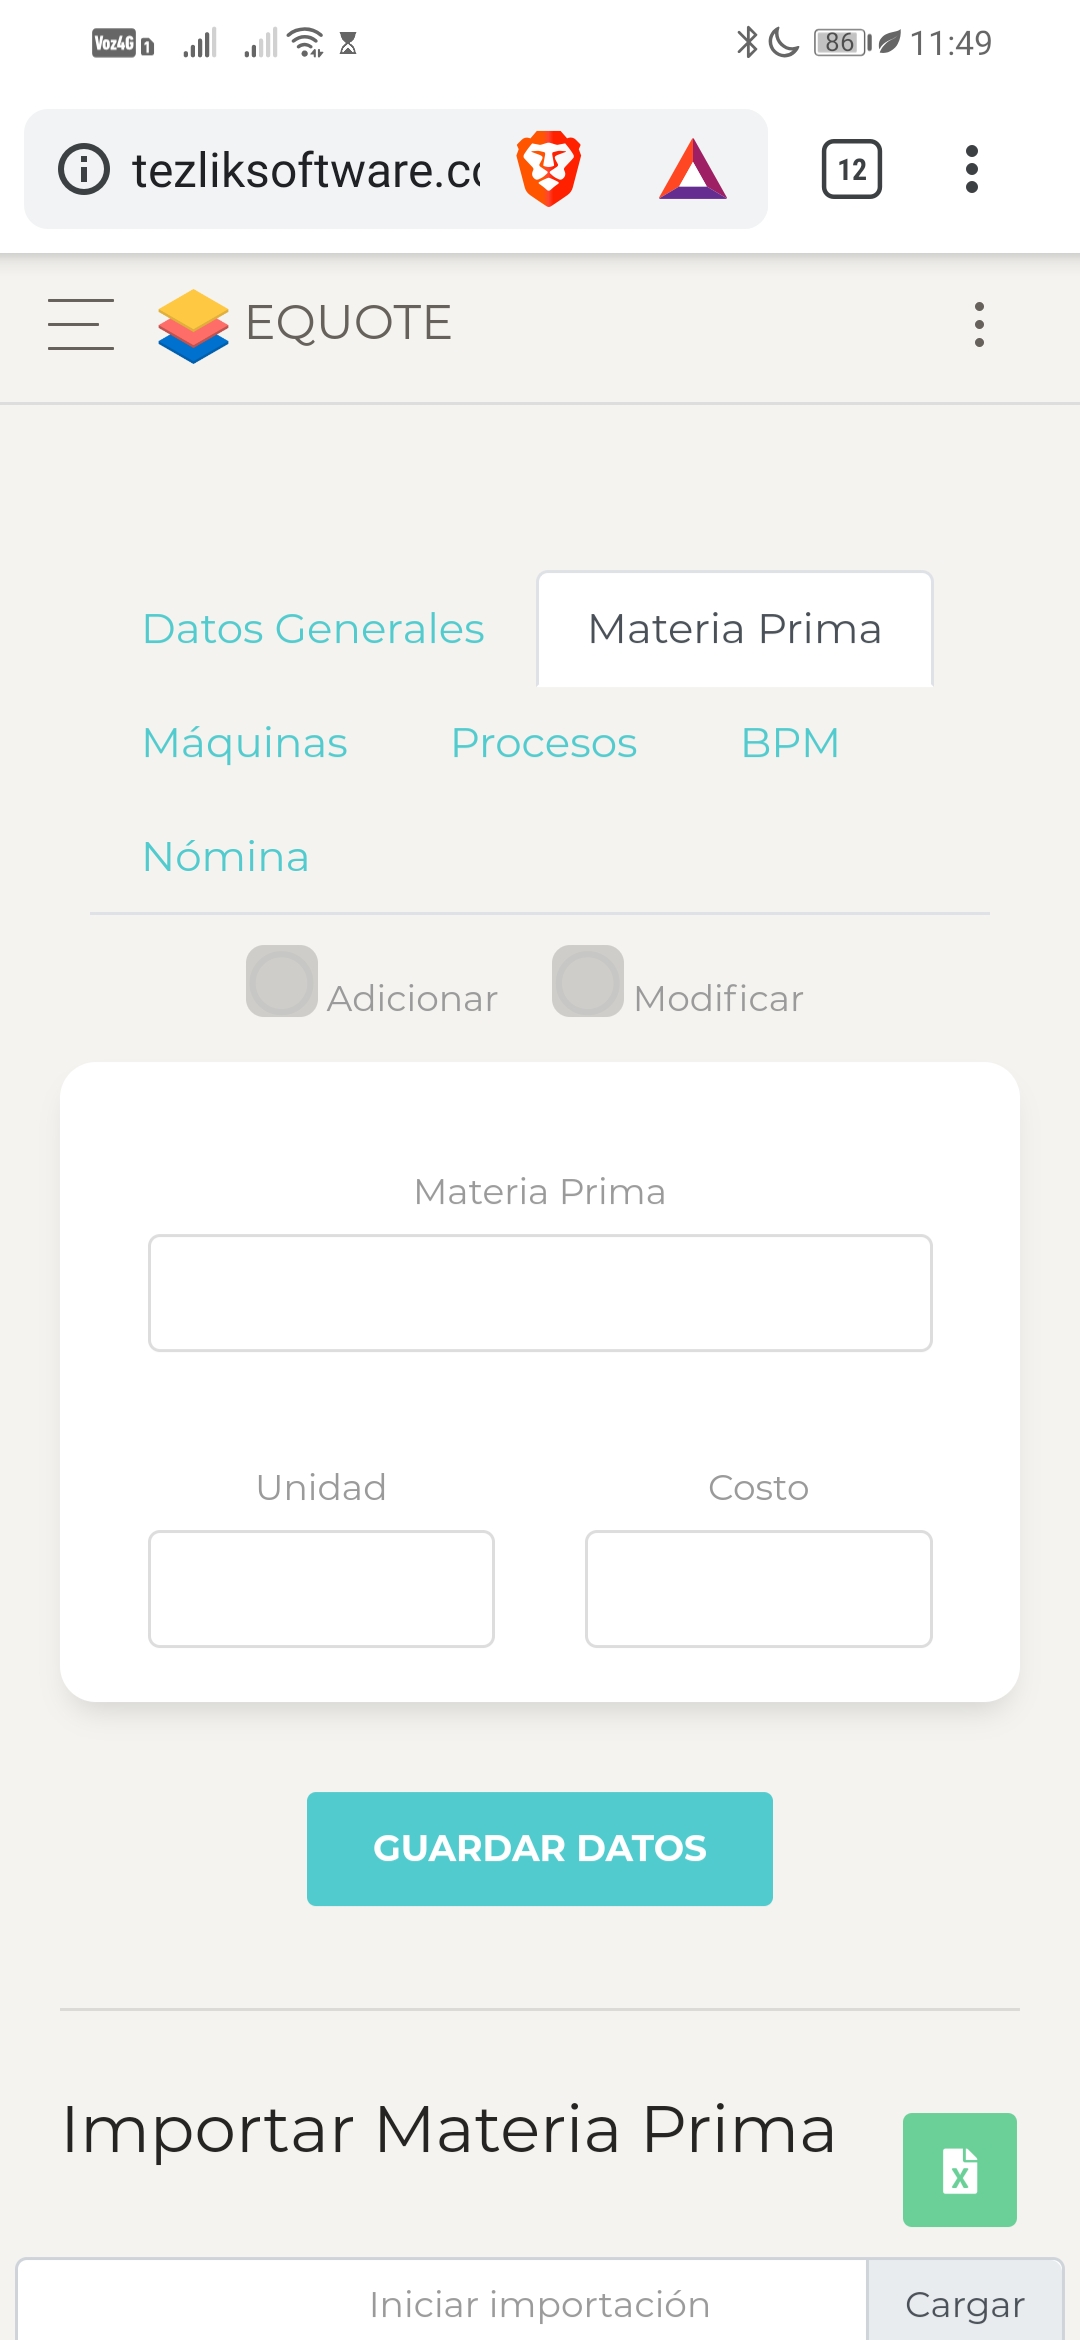 Voz4G 1 86 11:49
tezliksoftware.co 12
EQUOTE
Datos Generales Materia Prima
Máquinas Procesos BPM
Nómina
Adicionar Modificar
Materia Prima
Unidad Costo
GUARDAR DATOS
Importar Materia Prima
X
Iniciar importación Cargar